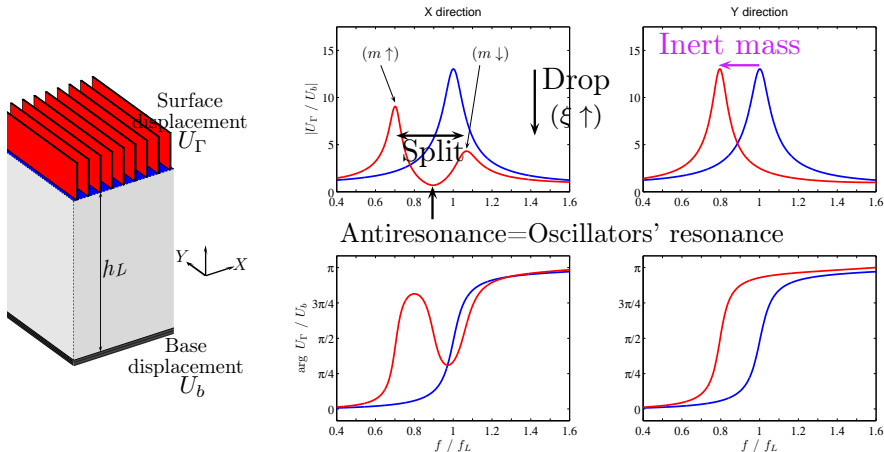 X direction
Y direction
Surface
displacement
U_Γ
h_L
Y
X
Base
displacement
U_b
|U_Γ / U_b|
15
10
5
0
0.4 0.6 0.8 1 1.2 1.4 1.6
(m ↑)
(m ↓)
Split
Drop
(ξ ↑)
15
10
5
0
0.4 0.6 0.8 1 1.2 1.4 1.6
Inert mass
Antiresonance=Oscillators' resonance
arg U_Γ / U_b
π
3π/4
π/2
π/4
0
0.4 0.6 0.8 1 1.2 1.4 1.6
f / f_L
π
3π/4
π/2
π/4
0
0.4 0.6 0.8 1 1.2 1.4 1.6
f / f_L